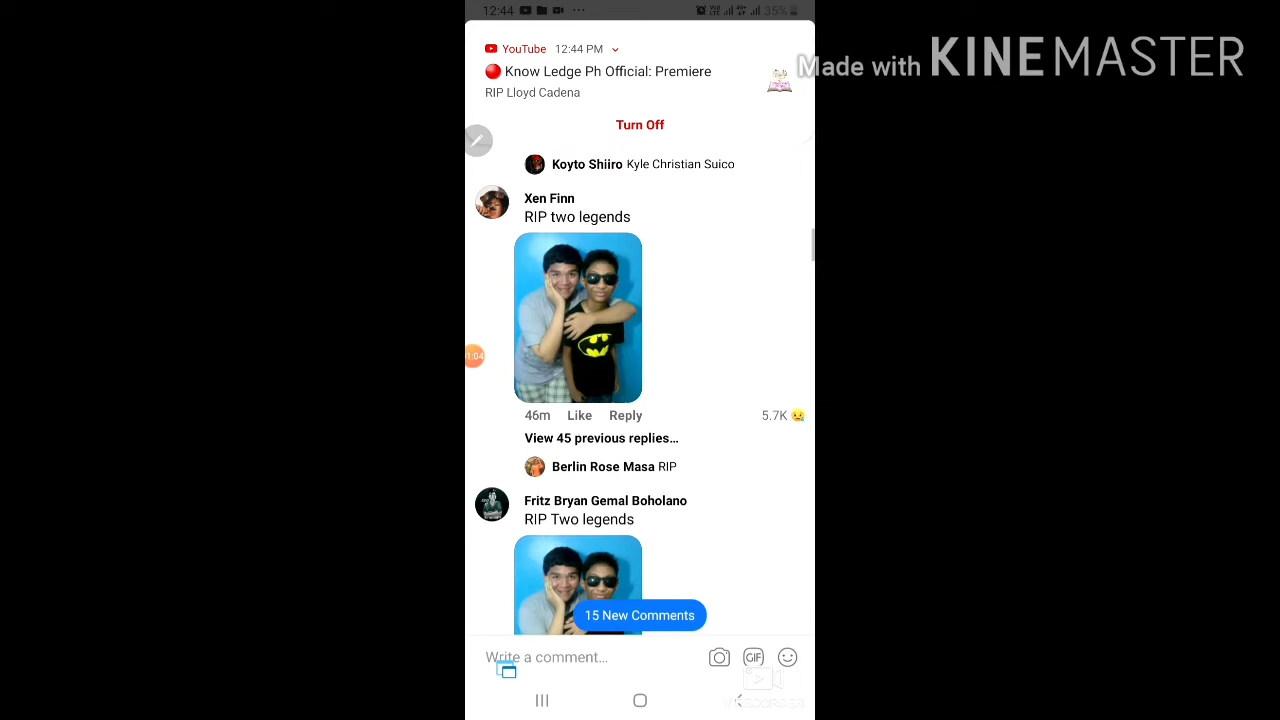 12:44
35%
Made with KINEMASTER
YouTube 12:44 PM
Know Ledge Ph Official: Premiere
RIP Lloyd Cadena
Turn Off
Koyto Shiiro Kyle Christian Suico
Xen Finn
RIP two legends
1:04
46m Like Reply 5.7K
View 45 previous replies...
Berlin Rose Masa RIP
Fritz Bryan Gemal Boholano
RIP Two legends
15 New Comments
Write a comment...
GIF